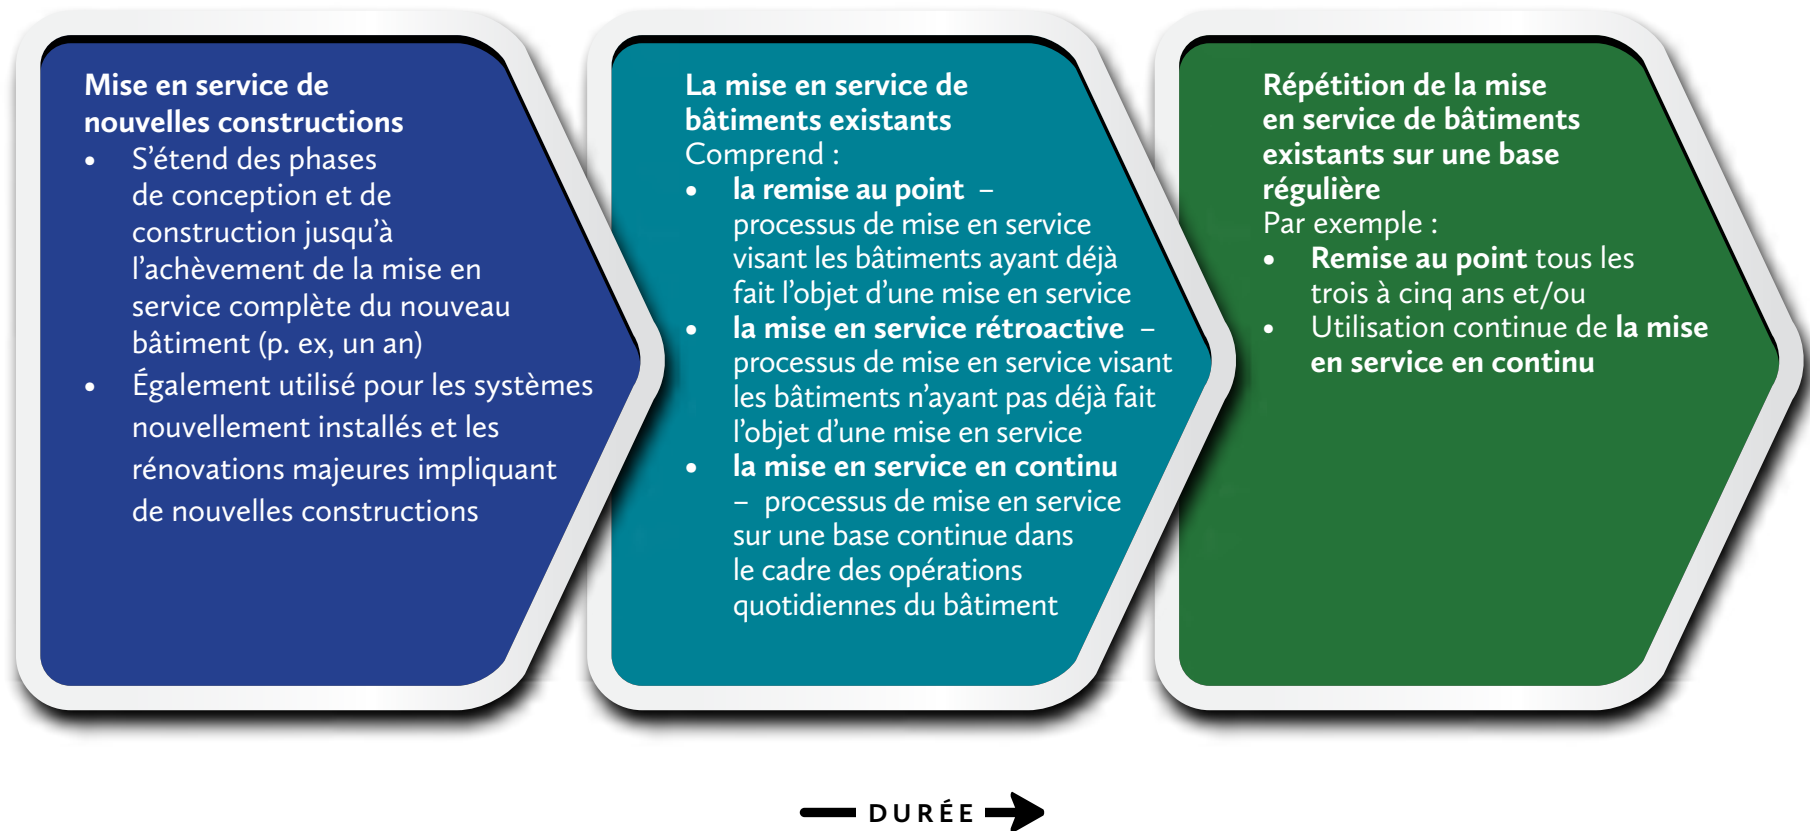 Mise en service de
nouvelles constructions
• S’étend des phases
de conception et de
construction jusqu’à
l’achèvement de la mise en
service complète du nouveau
bâtiment (p. ex, un an)
• Également utilisé pour les systèmes
nouvellement installés et les
rénovations majeures impliquant
de nouvelles constructions
La mise en service de
bâtiments existants
Comprend :
• la remise au point –
processus de mise en service
visant les bâtiments ayant déjà
fait l’objet d’une mise en service
• la mise en service rétroactive –
processus de mise en service visant
les bâtiments n’ayant pas déjà fait
l’objet d’une mise en service
• la mise en service en continu
– processus de mise en service
sur une base continue dans
le cadre des opérations
quotidiennes du bâtiment
Répétition de la mise
en service de bâtiments
existants sur une base
régulière
Par exemple :
• Remise au point tous les
trois à cinq ans et/ou
• Utilisation continue de la mise
en service en continu
DURÉE